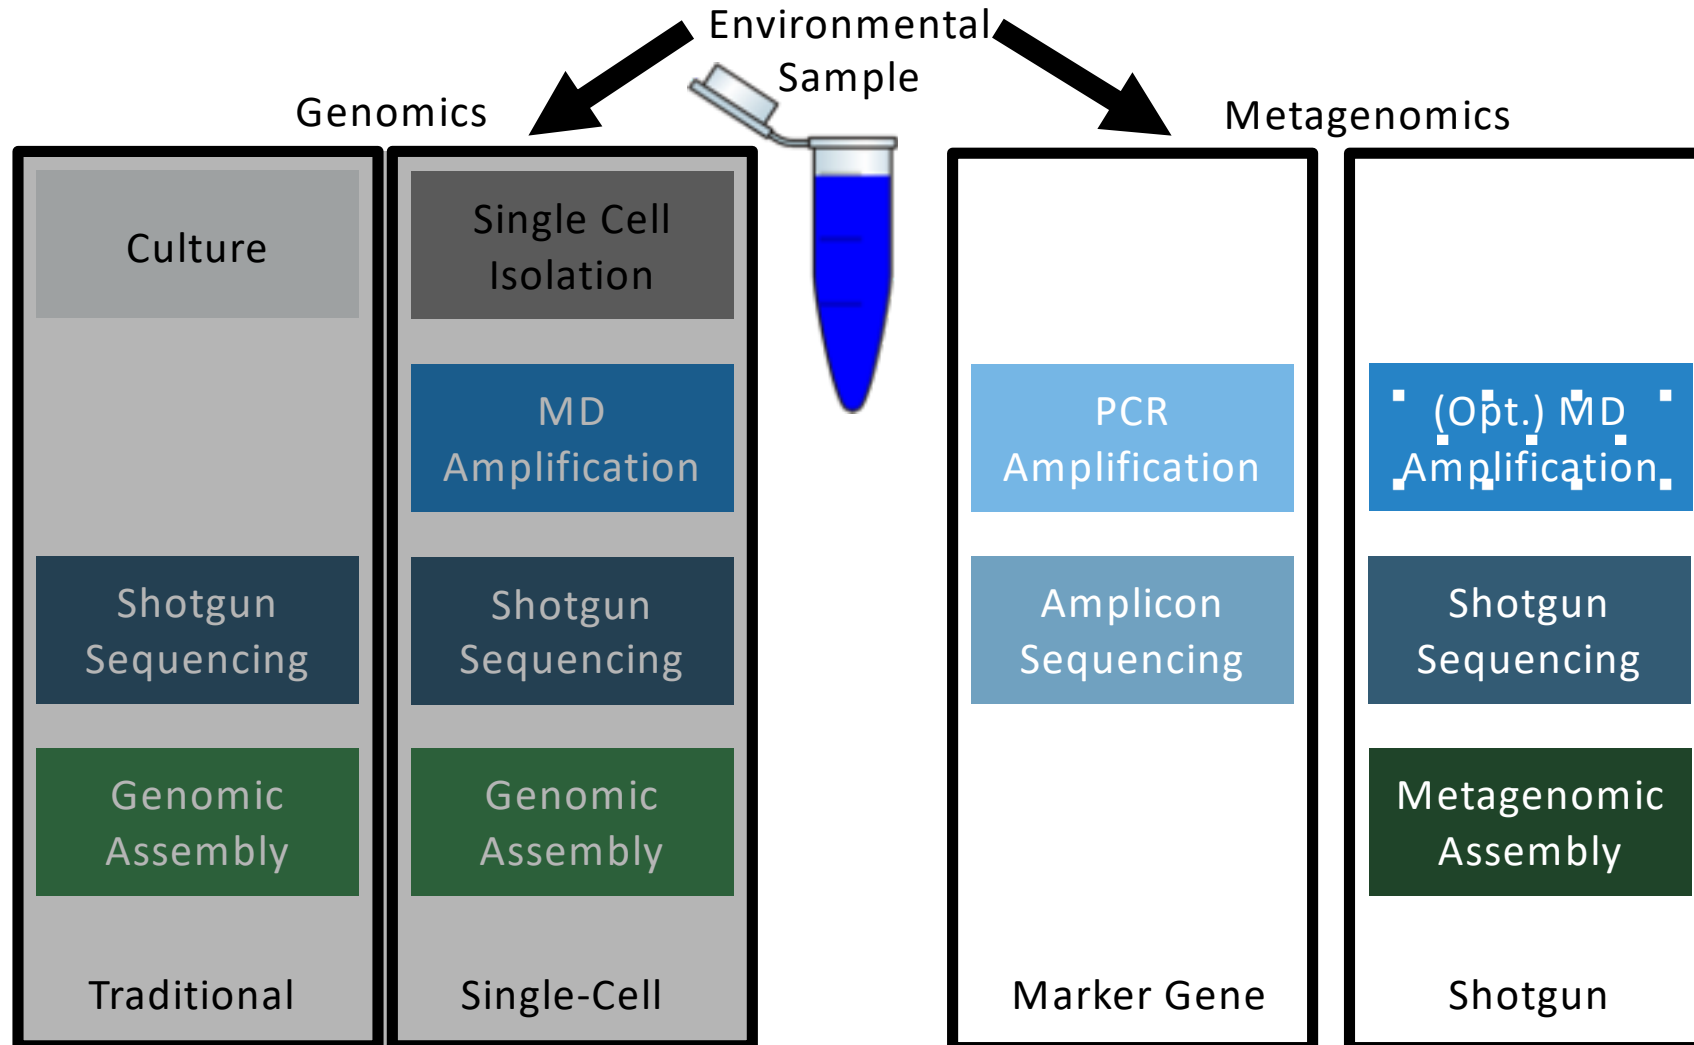 Environmental
Sample
Genomics
Metagenomics
Culture
Single Cell
Isolation
MD
Amplification
PCR
Amplification
(Opt.) MD
Amplification
Shotgun
Sequencing
Shotgun
Sequencing
Amplicon
Sequencing
Shotgun
Sequencing
Genomic
Assembly
Genomic
Assembly
Metagenomic
Assembly
Traditional
Single-Cell
Marker Gene
Shotgun